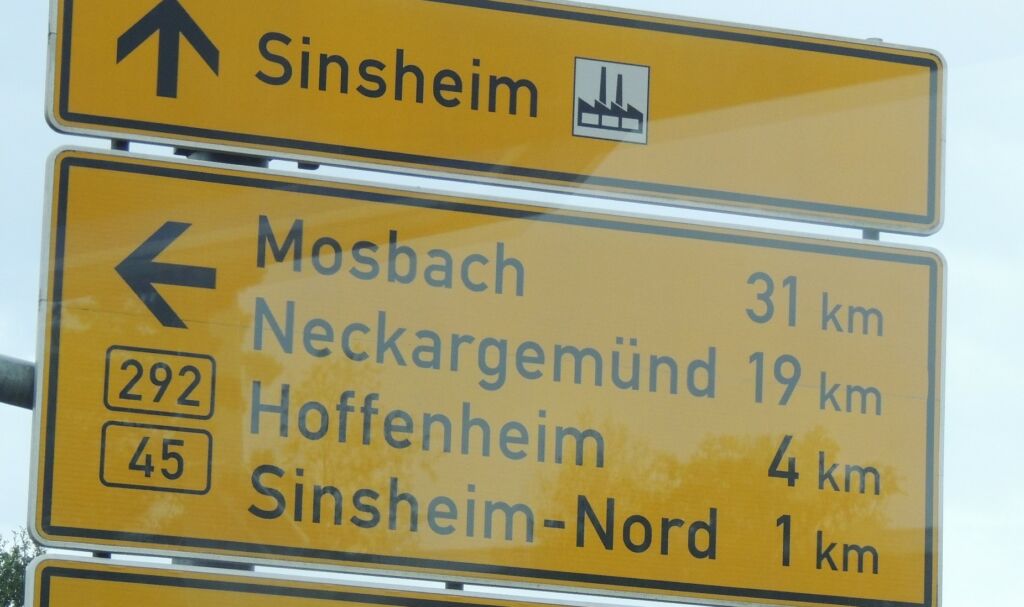 Sinsheim
Mosbach 31 km
Neckargemünd 19 km
292
Hoffenheim 4 km
45
Sinsheim-Nord 1 km